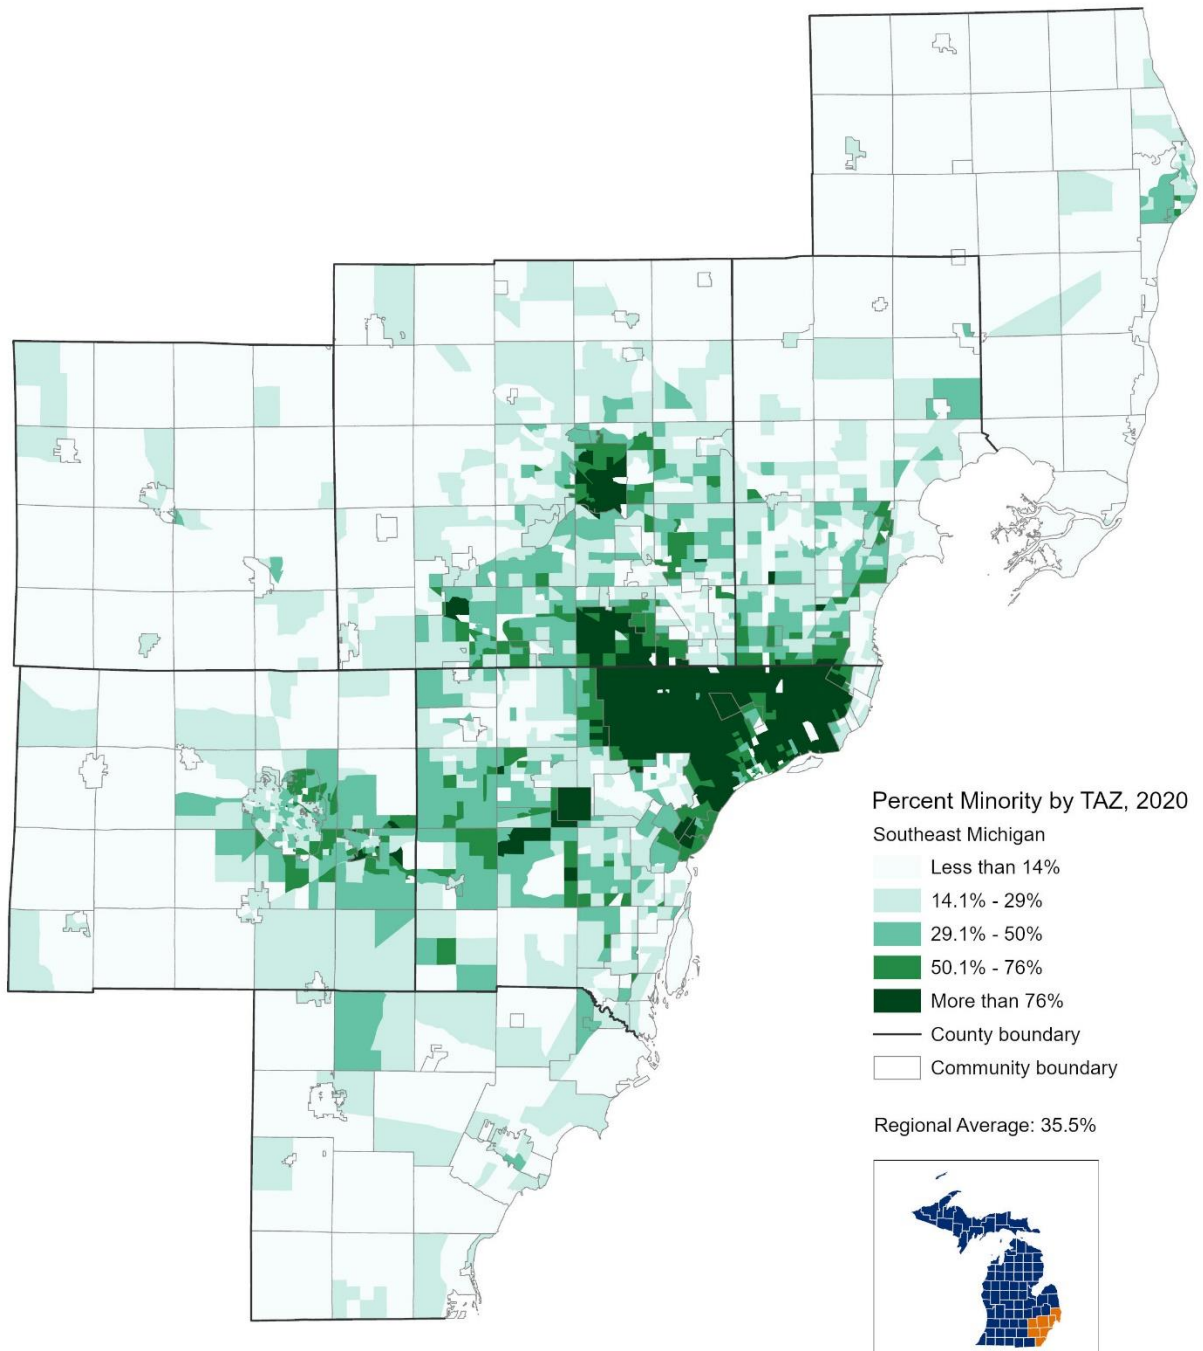 Percent Minority by TAZ, 2020
Southeast Michigan
Less than 14%
14.1% - 29%
29.1% - 50%
50.1% - 76%
More than 76%
County boundary
Community boundary
Regional Average: 35.5%